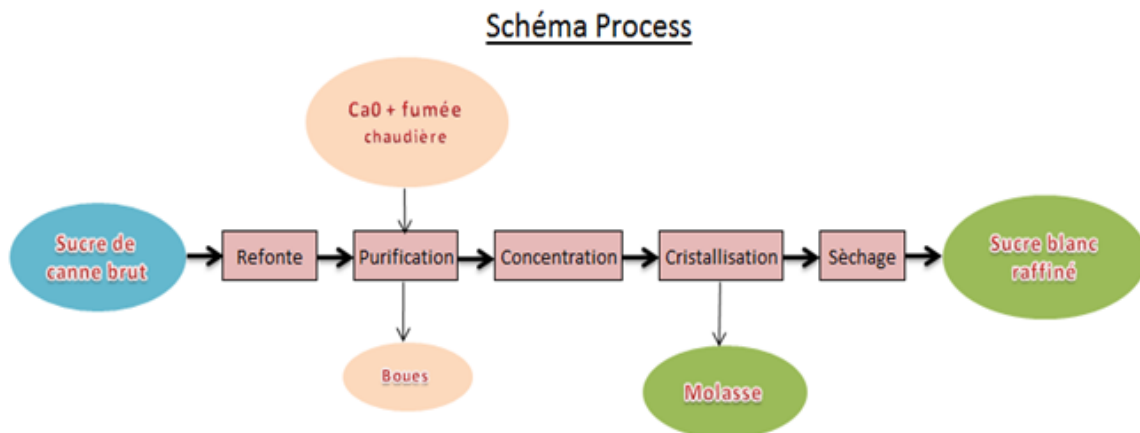 Schéma Process
Ca0 + fumée
chaudière
Sucre de
canne brut
Refonte
Purification
Concentration
Cristallisation
Sèchage
Sucre blanc
raffiné
Boues
Molasse